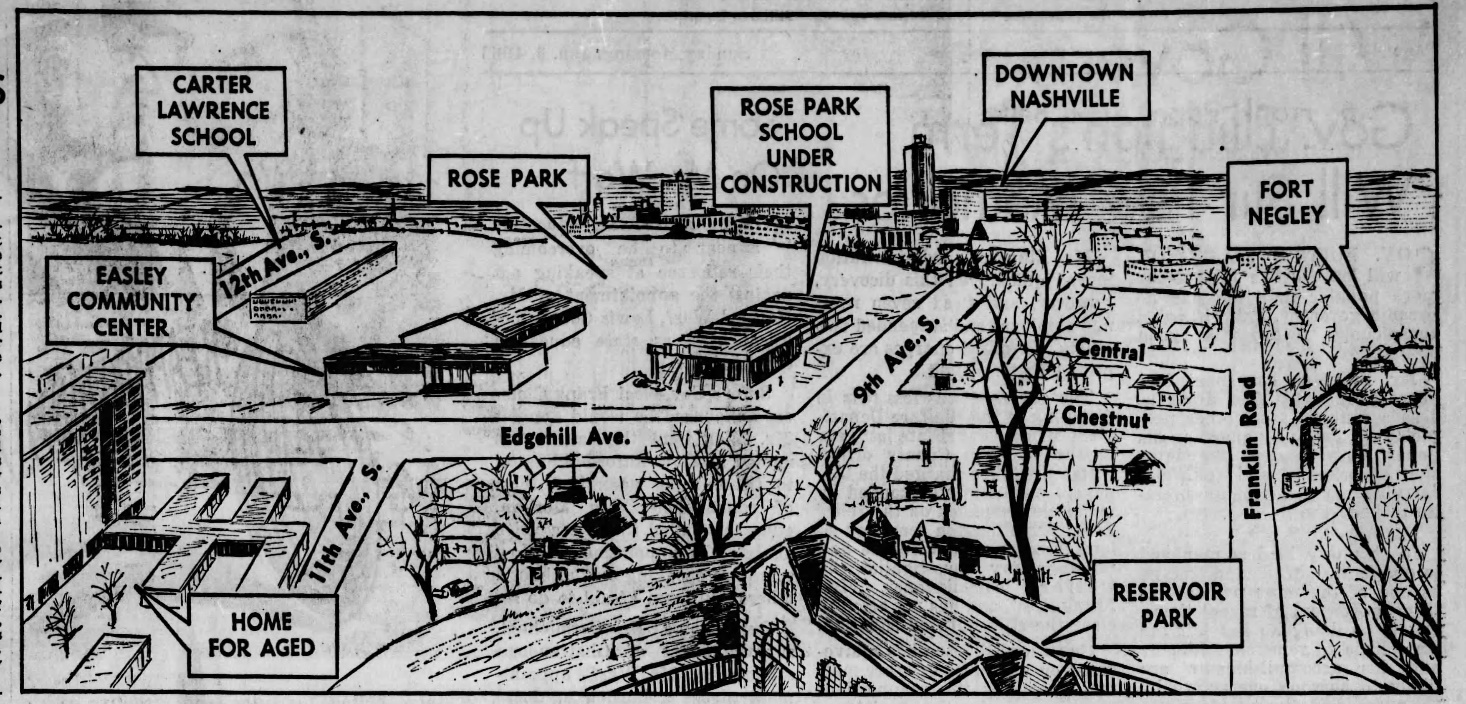 CARTER
LAWRENCE
SCHOOL
ROSE PARK
ROSE PARK
SCHOOL
UNDER
CONSTRUCTION
DOWNTOWN
NASHVILLE
FORT
NEGLEY
EASLEY
COMMUNITY
CENTER
12th Ave., S.
9th Ave., S.
Central
Chestnut
Franklin Road
Edgehill Ave.
11th Ave., S.
HOME
FOR AGED
RESERVOIR
PARK